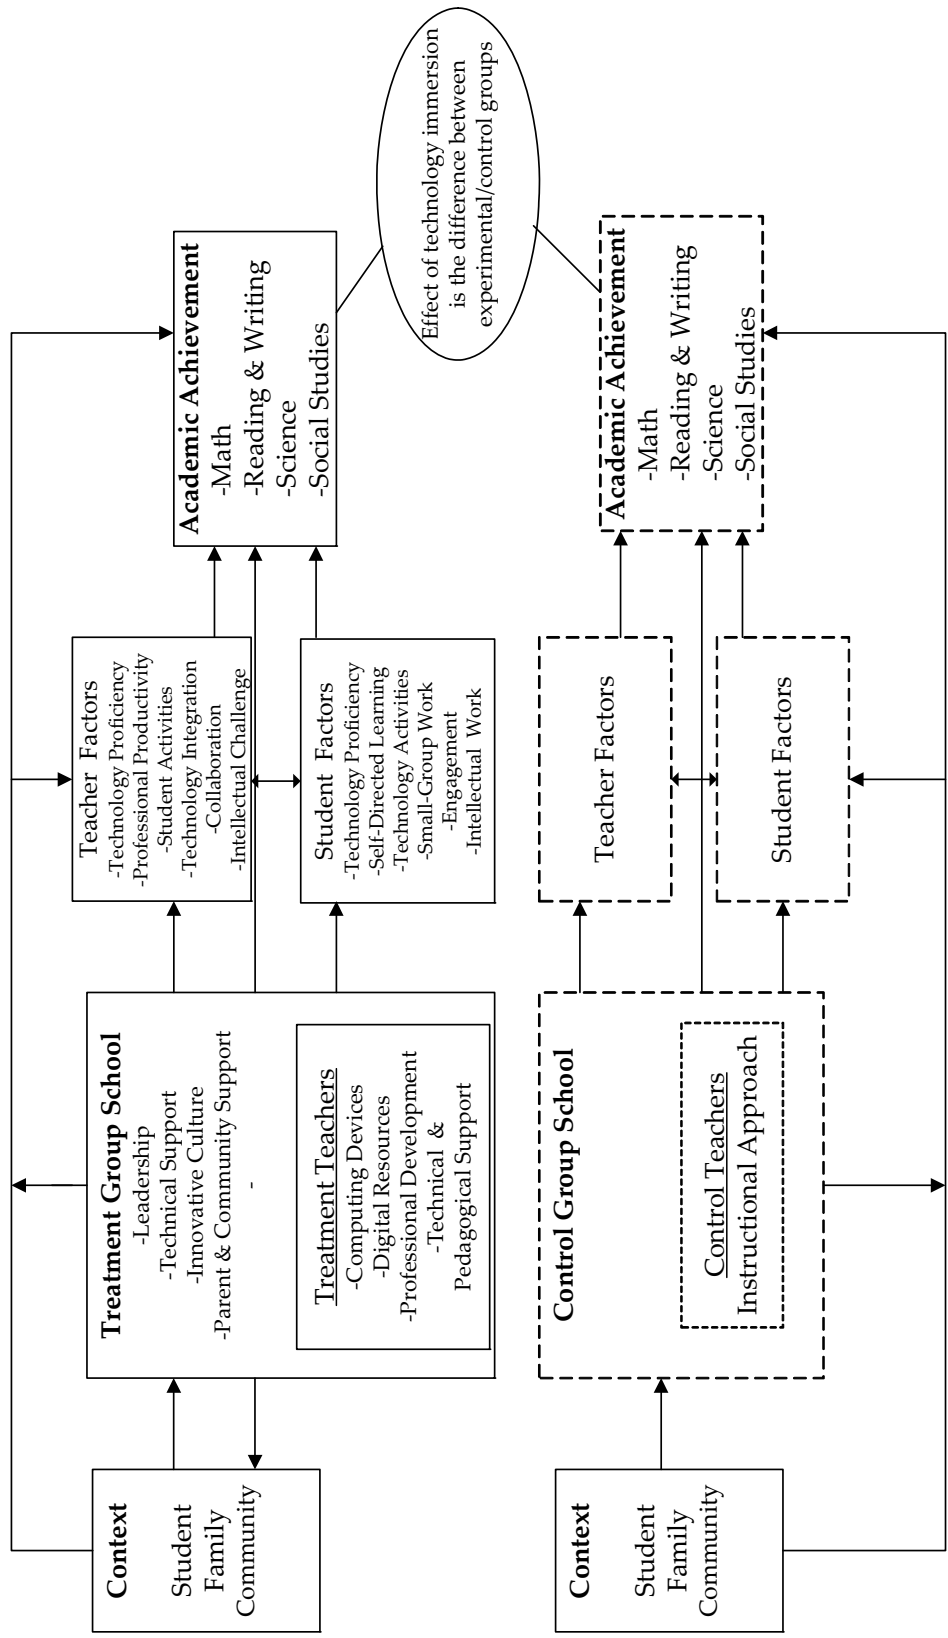 Context
Student
Family
Community
Treatment Group School
-Leadership
-Technical Support
-Innovative Culture
-Parent & Community Support
-
Treatment Teachers
-Computing Devices
-Digital Resources
-Professional Development
-Technical &
Pedagogical Support
Teacher Factors
-Technology Proficiency
-Professional Productivity
-Student Activities
-Technology Integration
-Collaboration
-Intellectual Challenge
Student Factors
-Technology Proficiency
-Self-Directed Learning
-Technology Activities
-Small-Group Work
-Engagement
-Intellectual Work
Academic Achievement
-Math
-Reading & Writing
-Science
-Social Studies
Effect of technology immersion
is the difference between
experimental/control groups
Context
Student
Family
Community
Control Group School
Control Teachers
Instructional Approach
Teacher Factors
Student Factors
Academic Achievement
-Math
-Reading & Writing
-Science
-Social Studies